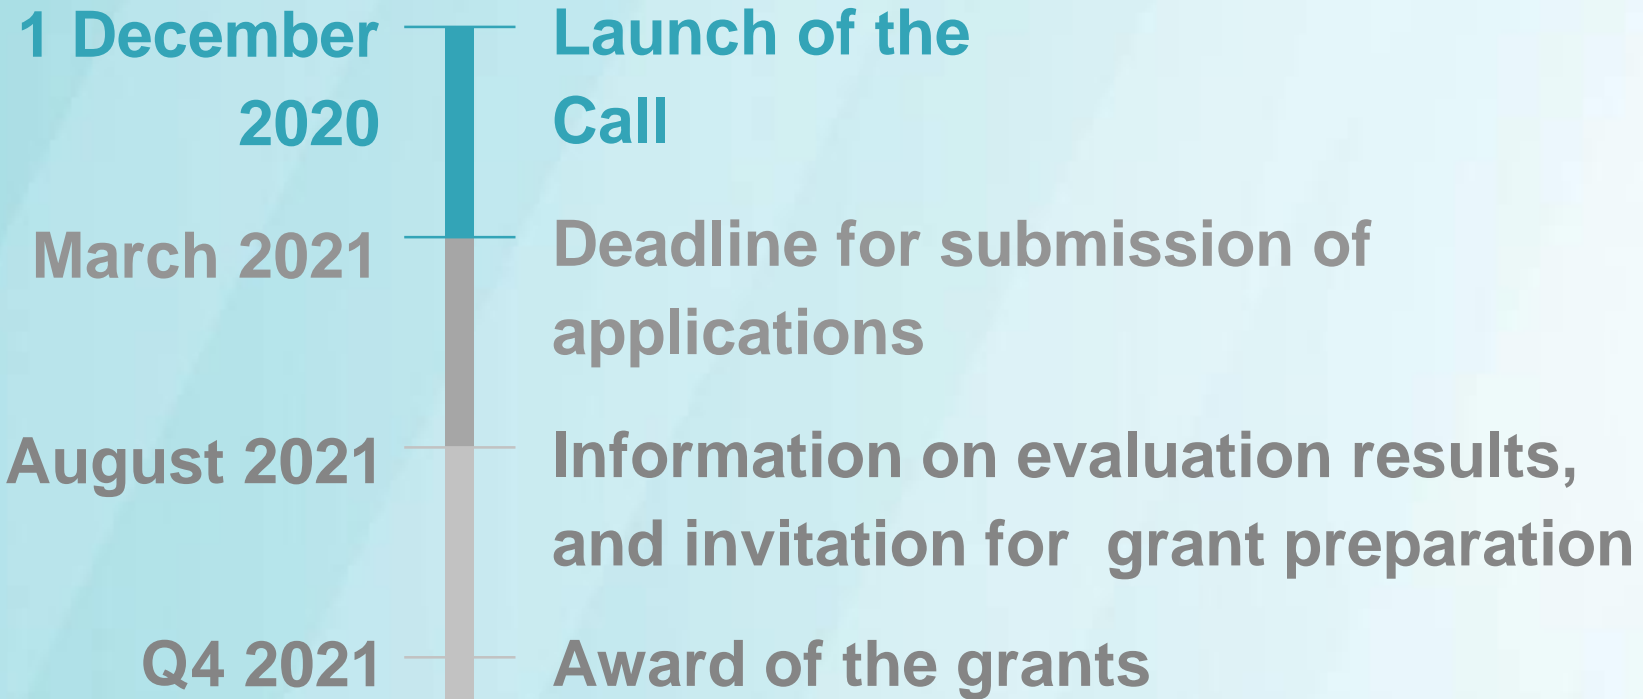 1 December
2020
Launch of the
Call
March 2021
Deadline for submission of
applications
August 2021
Information on evaluation results,
and invitation for  grant preparation
Q4 2021
Award of the grants